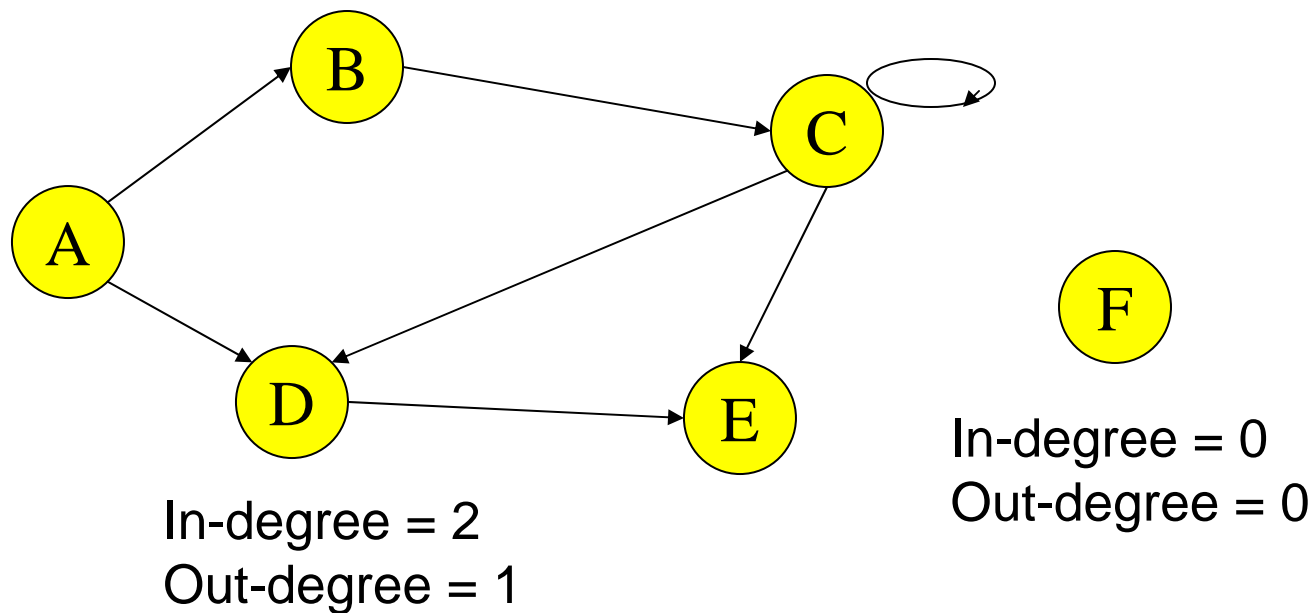 B
C
A
F
D
E
In-degree = 0
Out-degree = 0
In-degree = 2
Out-degree = 1